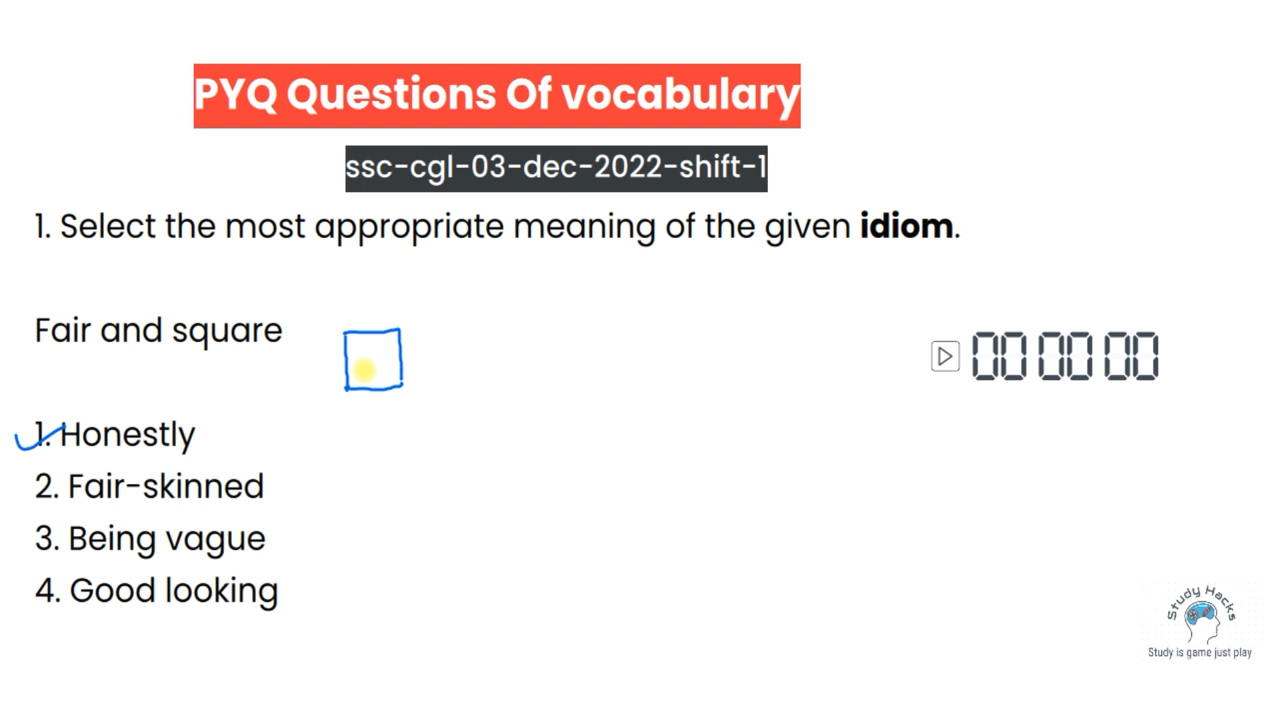 PYQ Questions Of vocabulary
ssc-cgl-03-dec-2022-shift-1
1. Select the most appropriate meaning of the given idiom.
Fair and square
00 00 00
1. Honestly
2. Fair-skinned
3. Being vague
4. Good looking
Study Hacks
Study is game just play